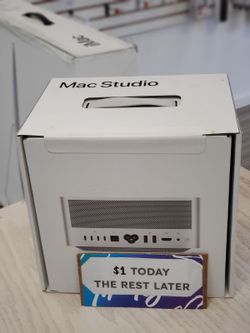 Mac Studio
$1 TODAY
THE REST LATER